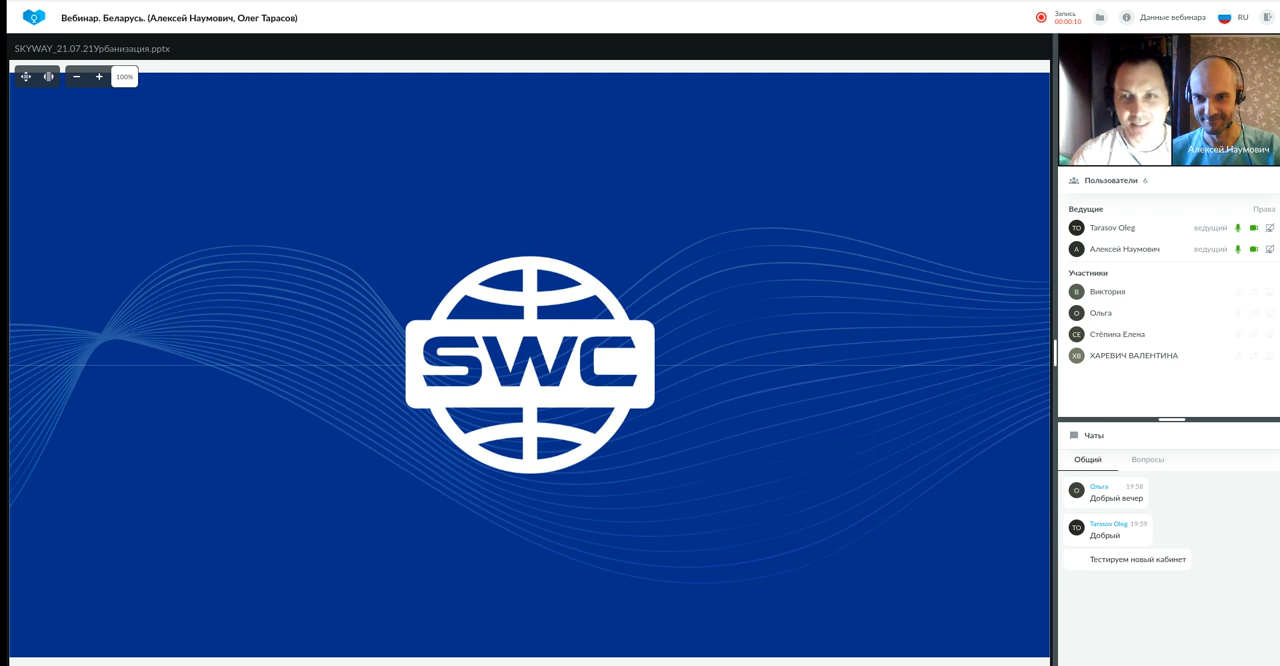 Вебинар. Беларусь. (Алексей Наумович, Олег Тарасов)
Запись
00:00:10
Данные вебинара
RU
SKYWAY_21.07.21Урбанизация.pptx
100%
SWC
Алексей Наумович
Пользователи 6
Ведущие Права
TO Tarasov Oleg ведущий
А Алексей Наумович ведущий
Участники
В Виктория
О Ольга
СЕ Стёпина Елена
ХВ ХАРЕВИЧ ВАЛЕНТИНА
Чаты
Общий Вопросы
О Ольга 19:58
Добрый вечер
TO Tarasov Oleg 19:59
Добрый
Тестируем новый кабинет